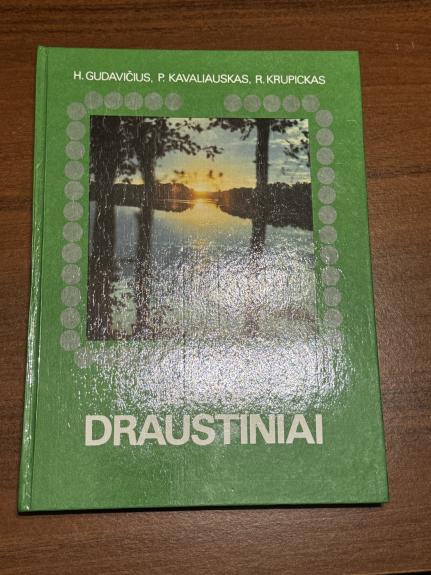 H. GUDAVIČIUS, P. KAVALIAUSKAS, R. KRUPICKAS
DRAUSTINIAI